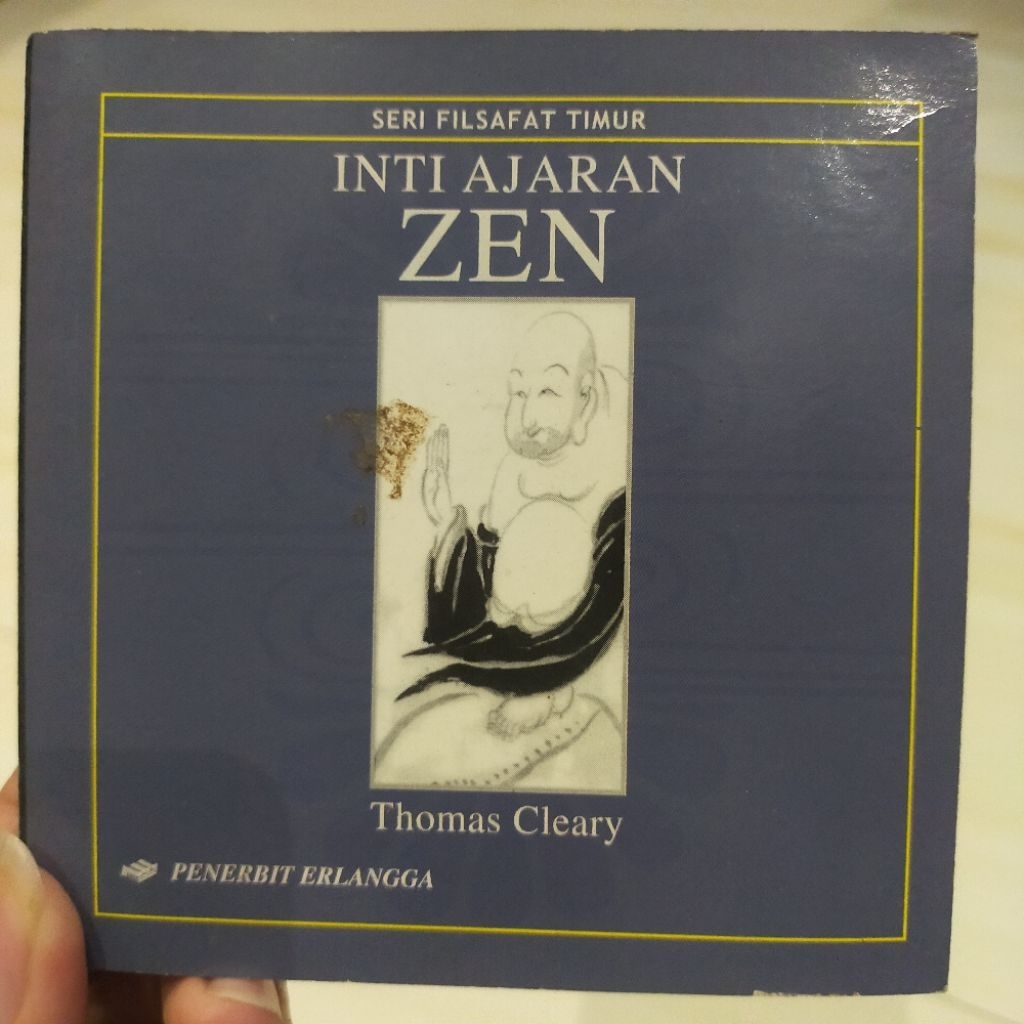 SERI FILSAFAT TIMUR
INTI AJARAN
ZEN
Thomas Cleary
PENERBIT ERLANGGA